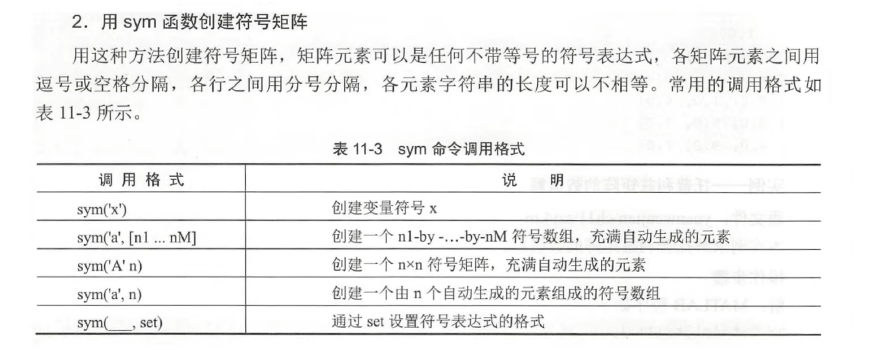 2．用 sym 函数创建符号矩阵
用这种方法创建符号矩阵，矩阵元素可以是任何不带等号的符号表达式，各矩阵元素之间用
逗号或空格分隔，各行之间用分号分隔，各元素字符串的长度可以不相等。常用的调用格式如
表 11-3 所示。
表 11-3 sym 命令调用格式
调 用 格 式 说 明
sym('x') 创建变量符号 x
sym('a', [n1 ... nM] 创建一个 n1-by -…-by-nM 符号数组，充满自动生成的元素
sym('A' n) 创建一个 n×n 符号矩阵，充满自动生成的元素
sym('a', n) 创建一个由 n 个自动生成的元素组成的符号数组
sym(___, set) 通过 set 设置符号表达式的格式